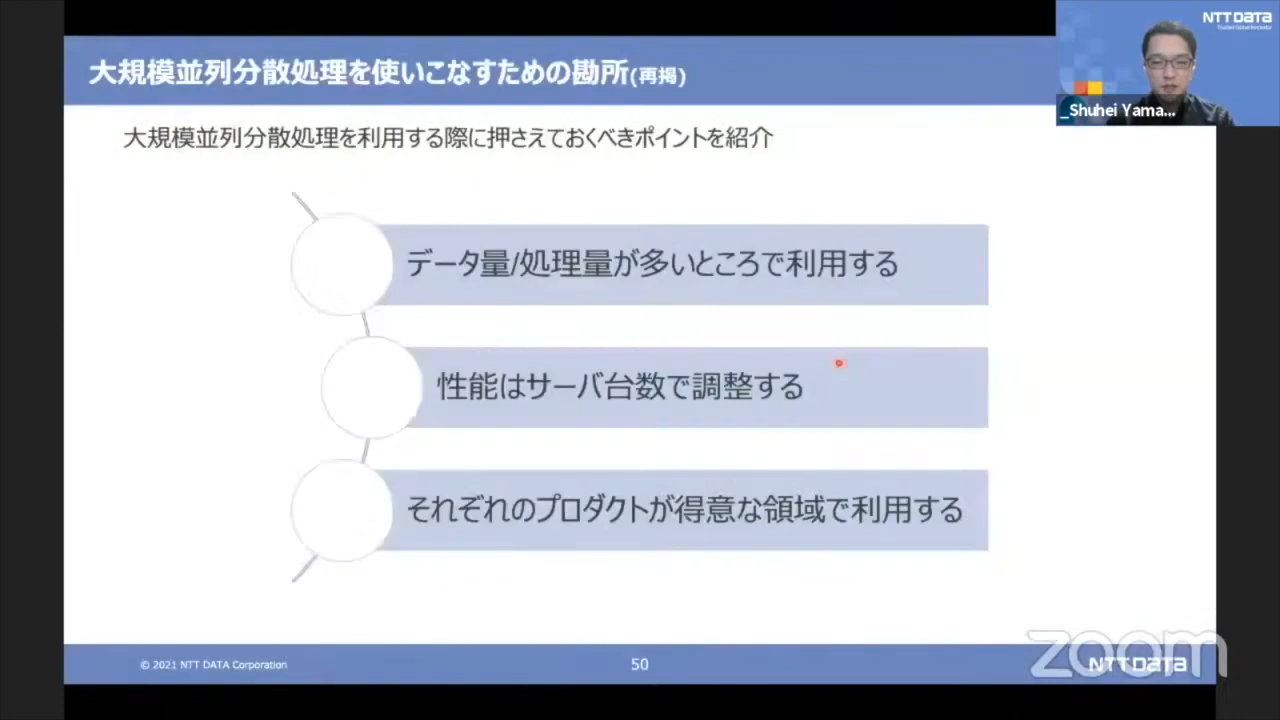 大規模並列分散処理を使いこなすための勘所(再掲)
NTT DATA
_Shuhei Yama...
大規模並列分散処理を利用する際に押さえておくべきポイントを紹介
データ量/処理量が多いところで利用する
性能はサーバ台数で調整する
それぞれのプロダクトが得意な領域で利用する
© 2021 NTT DATA Corporation
50
NTT DATA
zoom